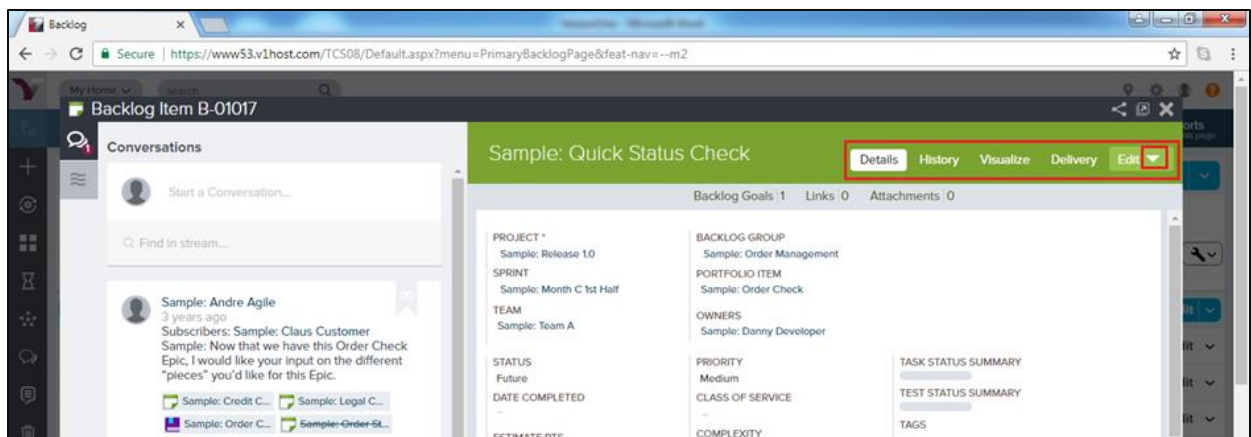 Backlog
Secure | https://www53.v1host.com/TCS08/Default.aspx?menu=PrimaryBacklogPage&feat-nav=--m2
My Home
search
Backlog Item B-01017
Conversations
Start a Conversation...
Find in stream...
Sample: Andre Agile
3 years ago
Subscribers: Sample: Claus Customer
Sample: Now that we have this Order Check
Epic, I would like your input on the different
"pieces" you'd like for this Epic.
Sample: Credit C... Sample: Legal C...
Sample: Order C... Sample: Order St...
Sample: Quick Status Check
Details History Visualize Delivery Edit
Backlog Goals 1 Links 0 Attachments 0
PROJECT *
Sample: Release 1.0
SPRINT
Sample: Month C 1st Half
TEAM
Sample: Team A
BACKLOG GROUP
Sample: Order Management
PORTFOLIO ITEM
Sample: Order Check
OWNERS
Sample: Danny Developer
STATUS
Future
DATE COMPLETED
--
ESTIMATE PTS
PRIORITY
Medium
CLASS OF SERVICE
--
COMPLEXITY
TASK STATUS SUMMARY
TEST STATUS SUMMARY
TAGS